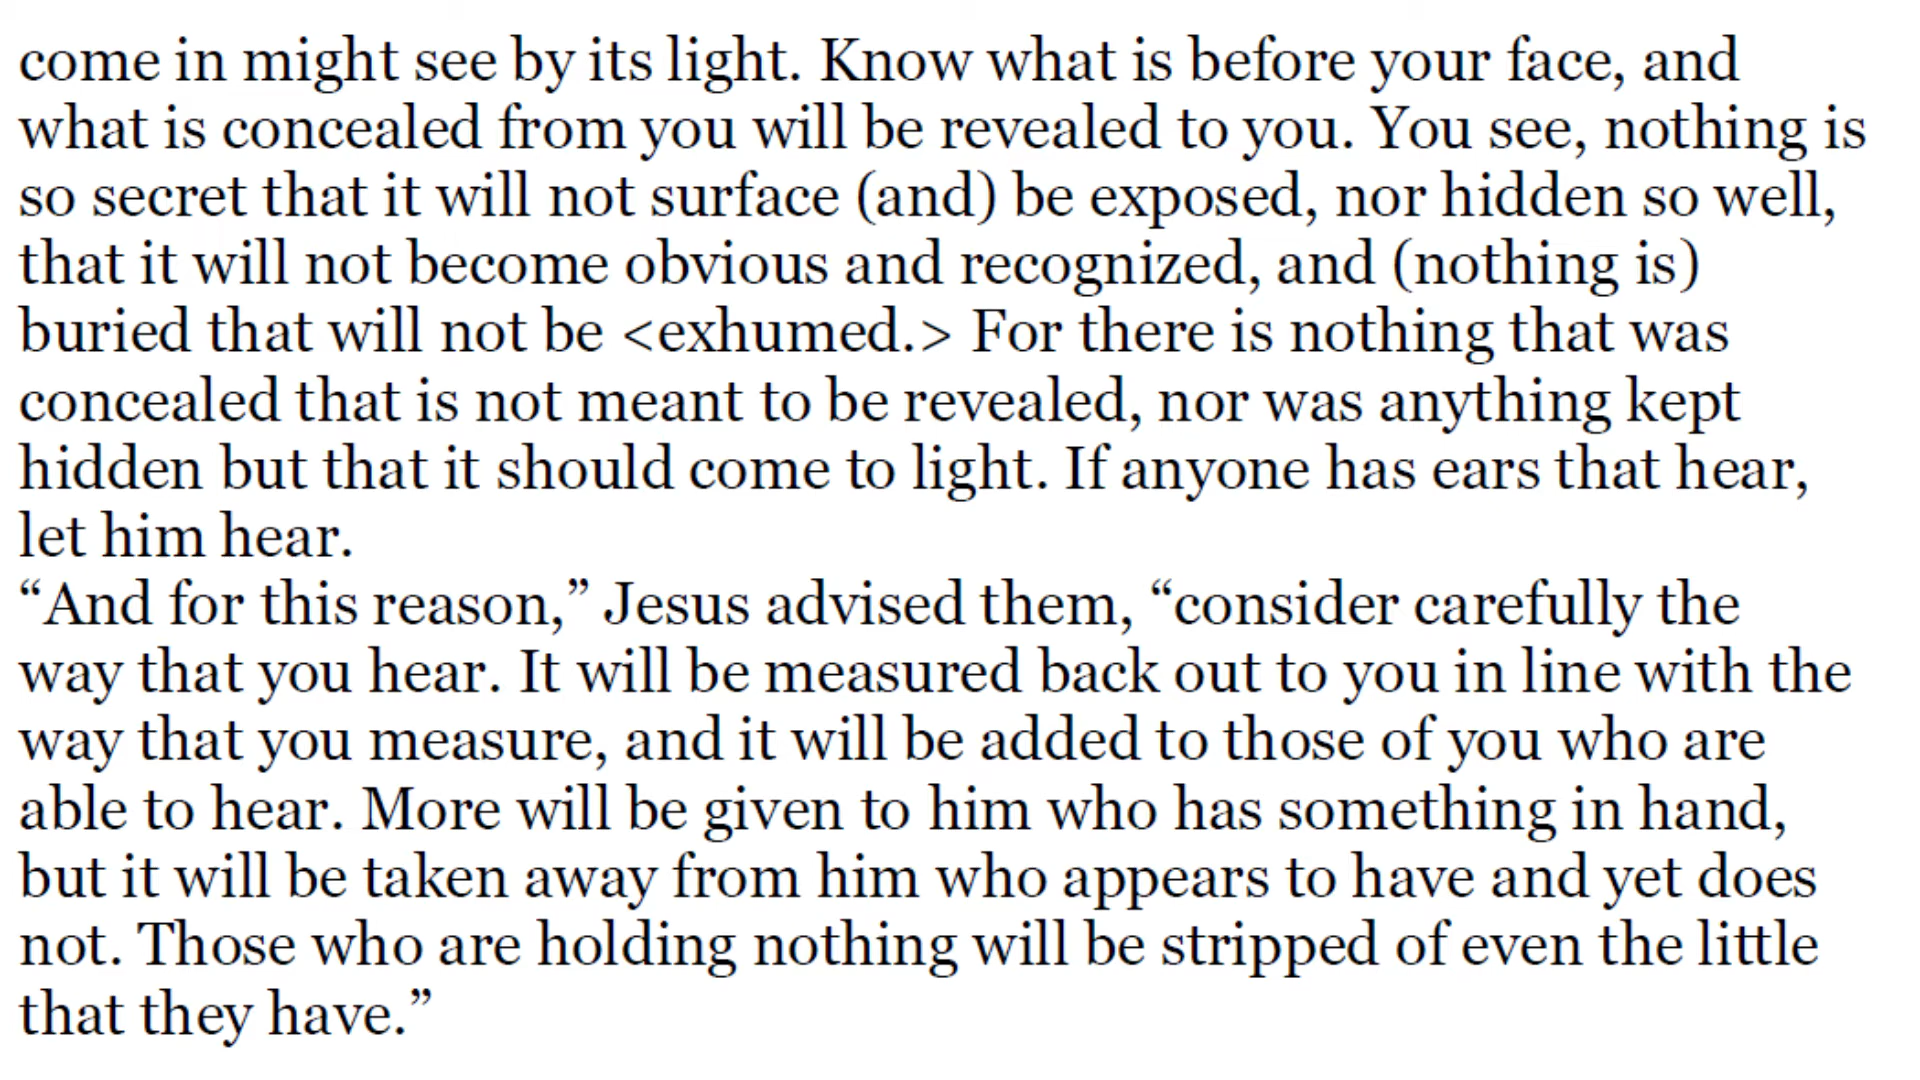 come in might see by its light. Know what is before your face, and
what is concealed from you will be revealed to you. You see, nothing is
so secret that it will not surface (and) be exposed, nor hidden so well,
that it will not become obvious and recognized, and (nothing is)
buried that will not be <exhumed.> For there is nothing that was
concealed that is not meant to be revealed, nor was anything kept
hidden but that it should come to light. If anyone has ears that hear,
let him hear.
“And for this reason,” Jesus advised them, “consider carefully the
way that you hear. It will be measured back out to you in line with the
way that you measure, and it will be added to those of you who are
able to hear. More will be given to him who has something in hand,
but it will be taken away from him who appears to have and yet does
not. Those who are holding nothing will be stripped of even the little
that they have.”